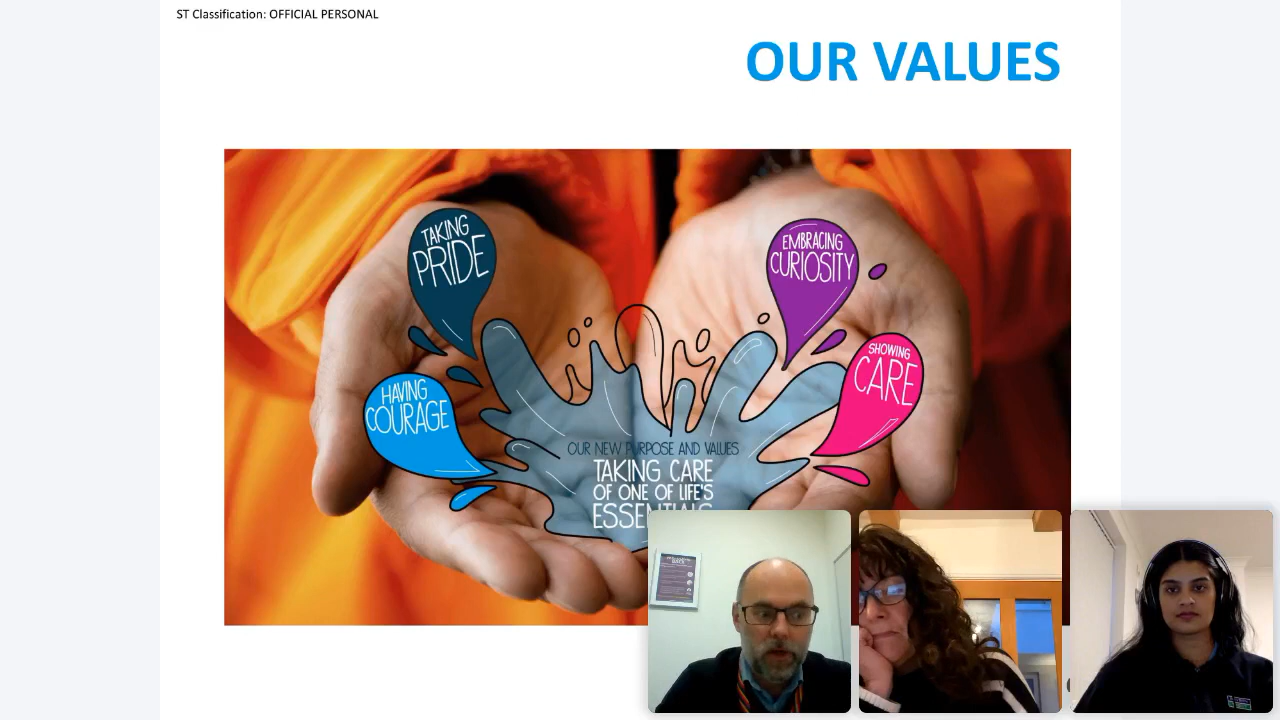 ST Classification: OFFICIAL PERSONAL
OUR VALUES
TAKING
PRIDE
EMBRACING
CURIOSITY
SHOWING
CARE
HAVING
COURAGE
OUR NEW PURPOSE AND VALUES
TAKING CARE
OF ONE OF LIFE'S
ESSENTIALS